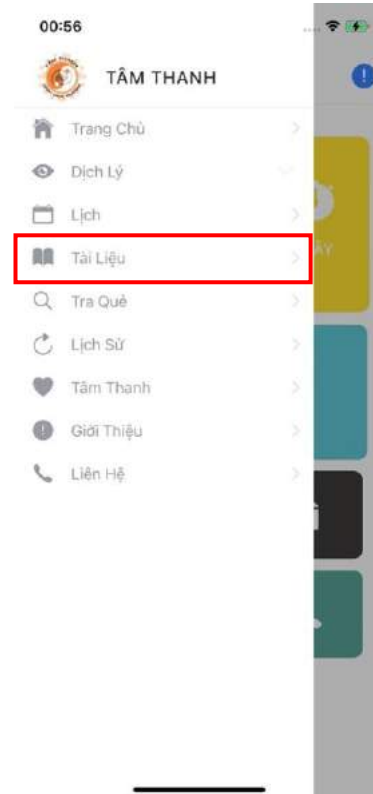 00:56
TÂM THANH
Trang Chủ
Dịch Lý
Lịch
Tài Liệu
Tra Quẻ
Lịch Sử
Tâm Thanh
Giới Thiệu
Liên Hệ